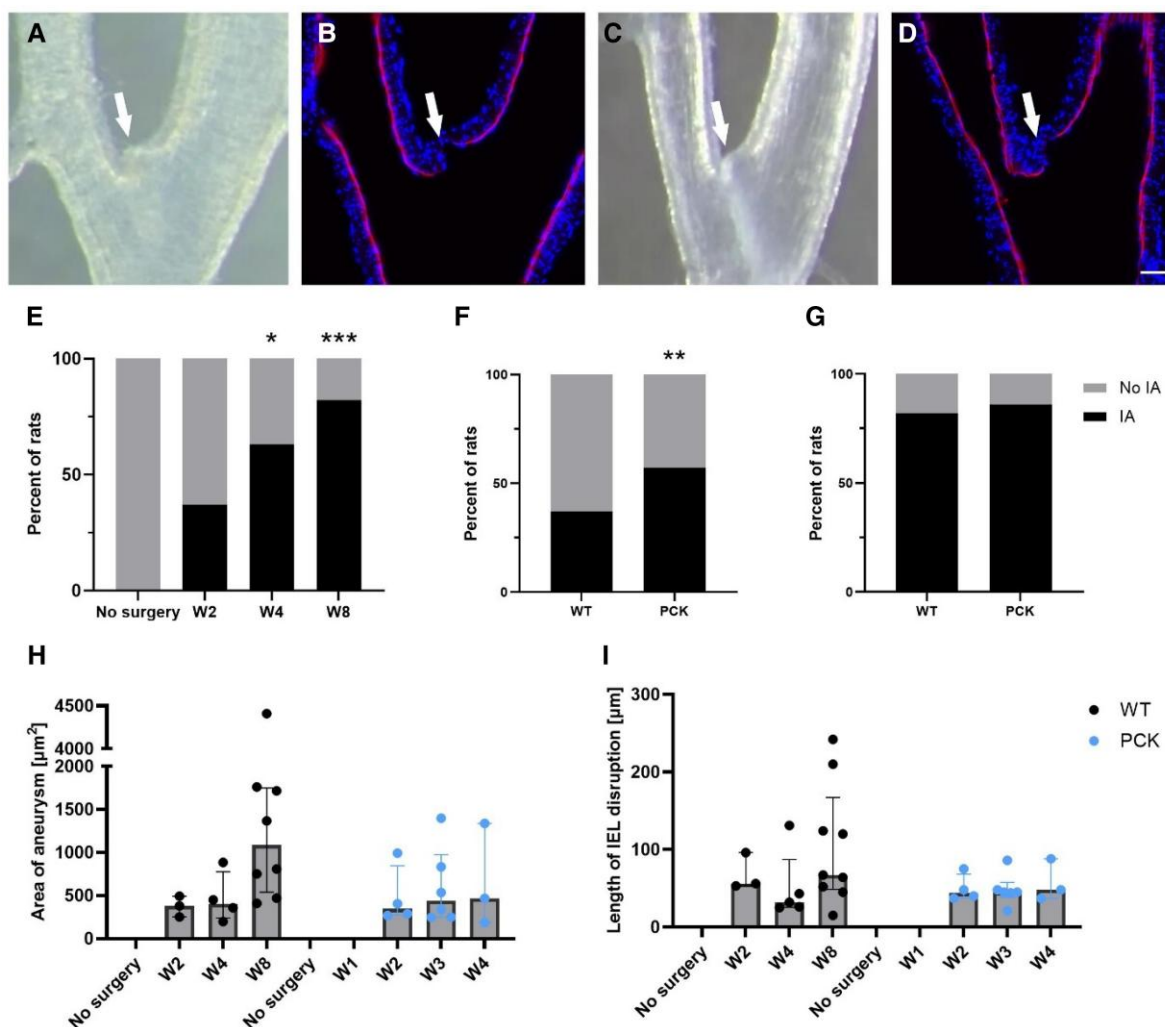 A
B
C
D
E
F
G
* ***
**
100
50
0
Percent of rats
No surgery W2 W4 W8
100
50
0
Percent of rats
WT PCK
100
50
0
Percent of rats
WT PCK
No IA
IA
H
I
4500
4000
2000
1500
1000
500
0
Area of aneurysm [µm²]
No surgery W2 W4 W8 No surgery W1 W2 W3 W4
300
200
100
0
Length of IEL disruption [µm]
No surgery W2 W4 W8 No surgery W1 W2 W3 W4
WT
PCK